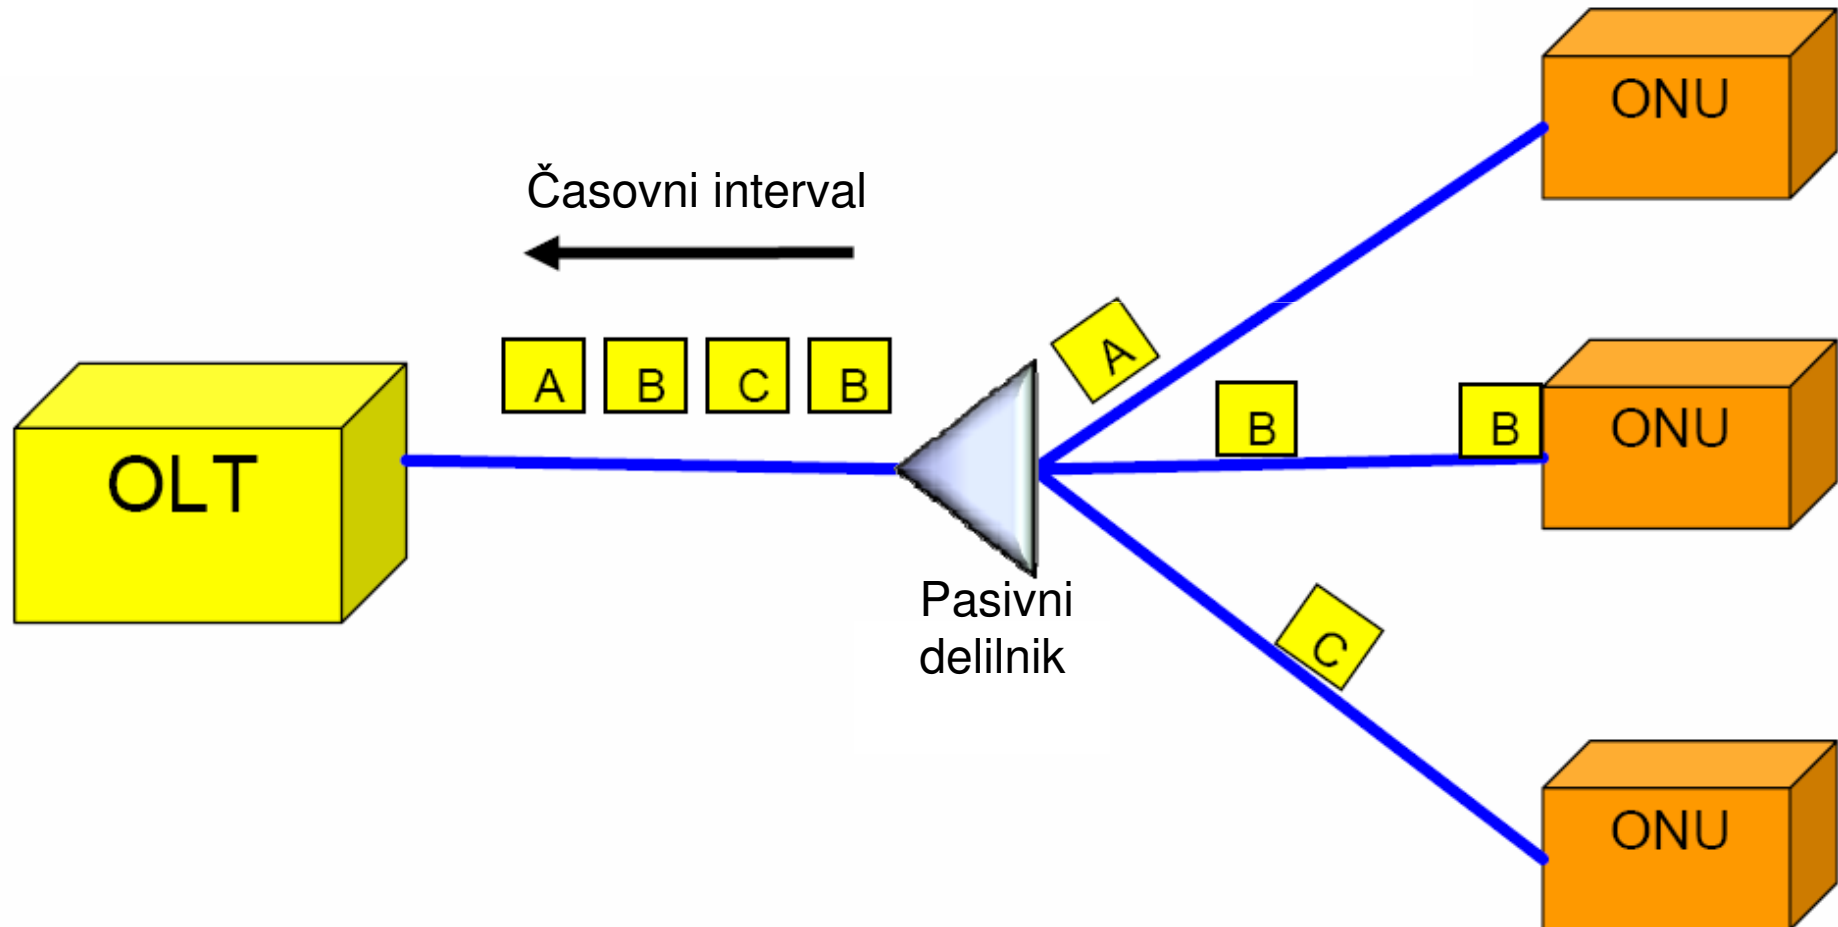 ONU
Časovni interval
A
A B C B
B B
ONU
OLT
Pasivni
delilnik
C
ONU